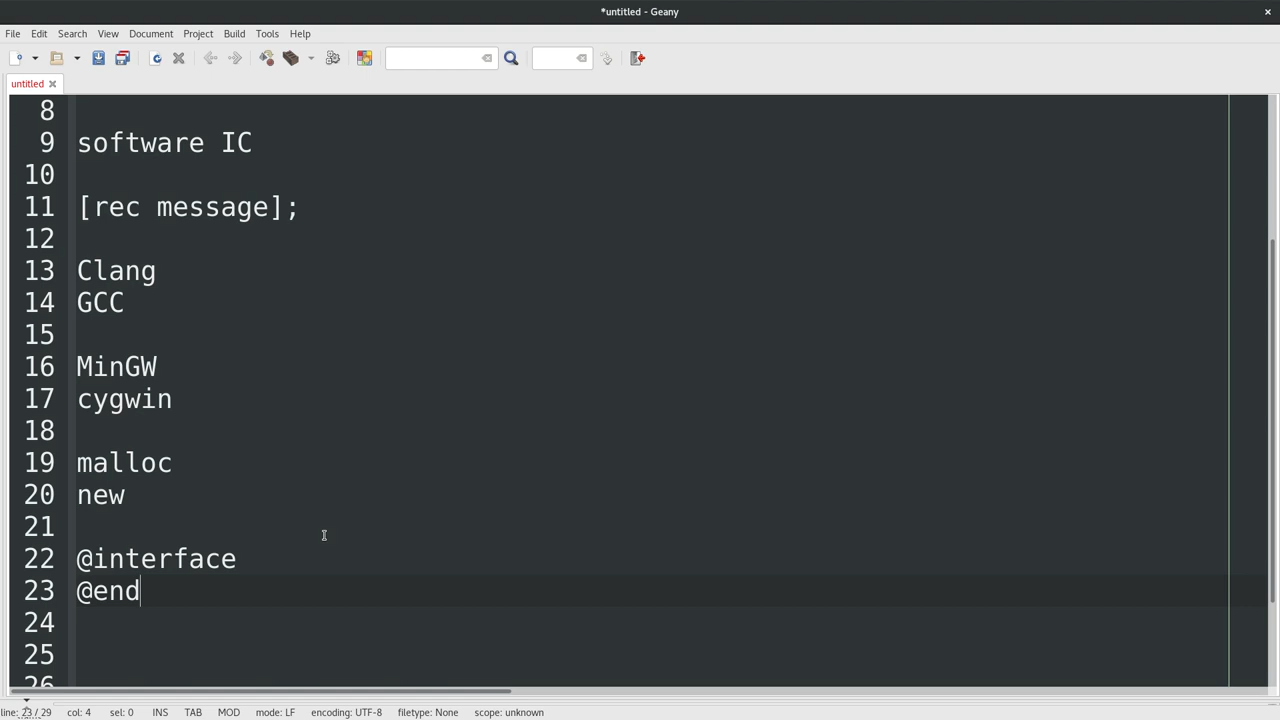 *untitled - Geany
File Edit Search View Document Project Build Tools Help
untitled
8
9 software IC
10
11 [rec message];
12
13 Clang
14 GCC
15
16 MinGW
17 cygwin
18
19 malloc
20 new
21
22 @interface
23 @end
24
25
26
line: 23 / 29 col: 4 sel: 0 INS TAB MOD mode: LF encoding: UTF-8 filetype: None scope: unknown